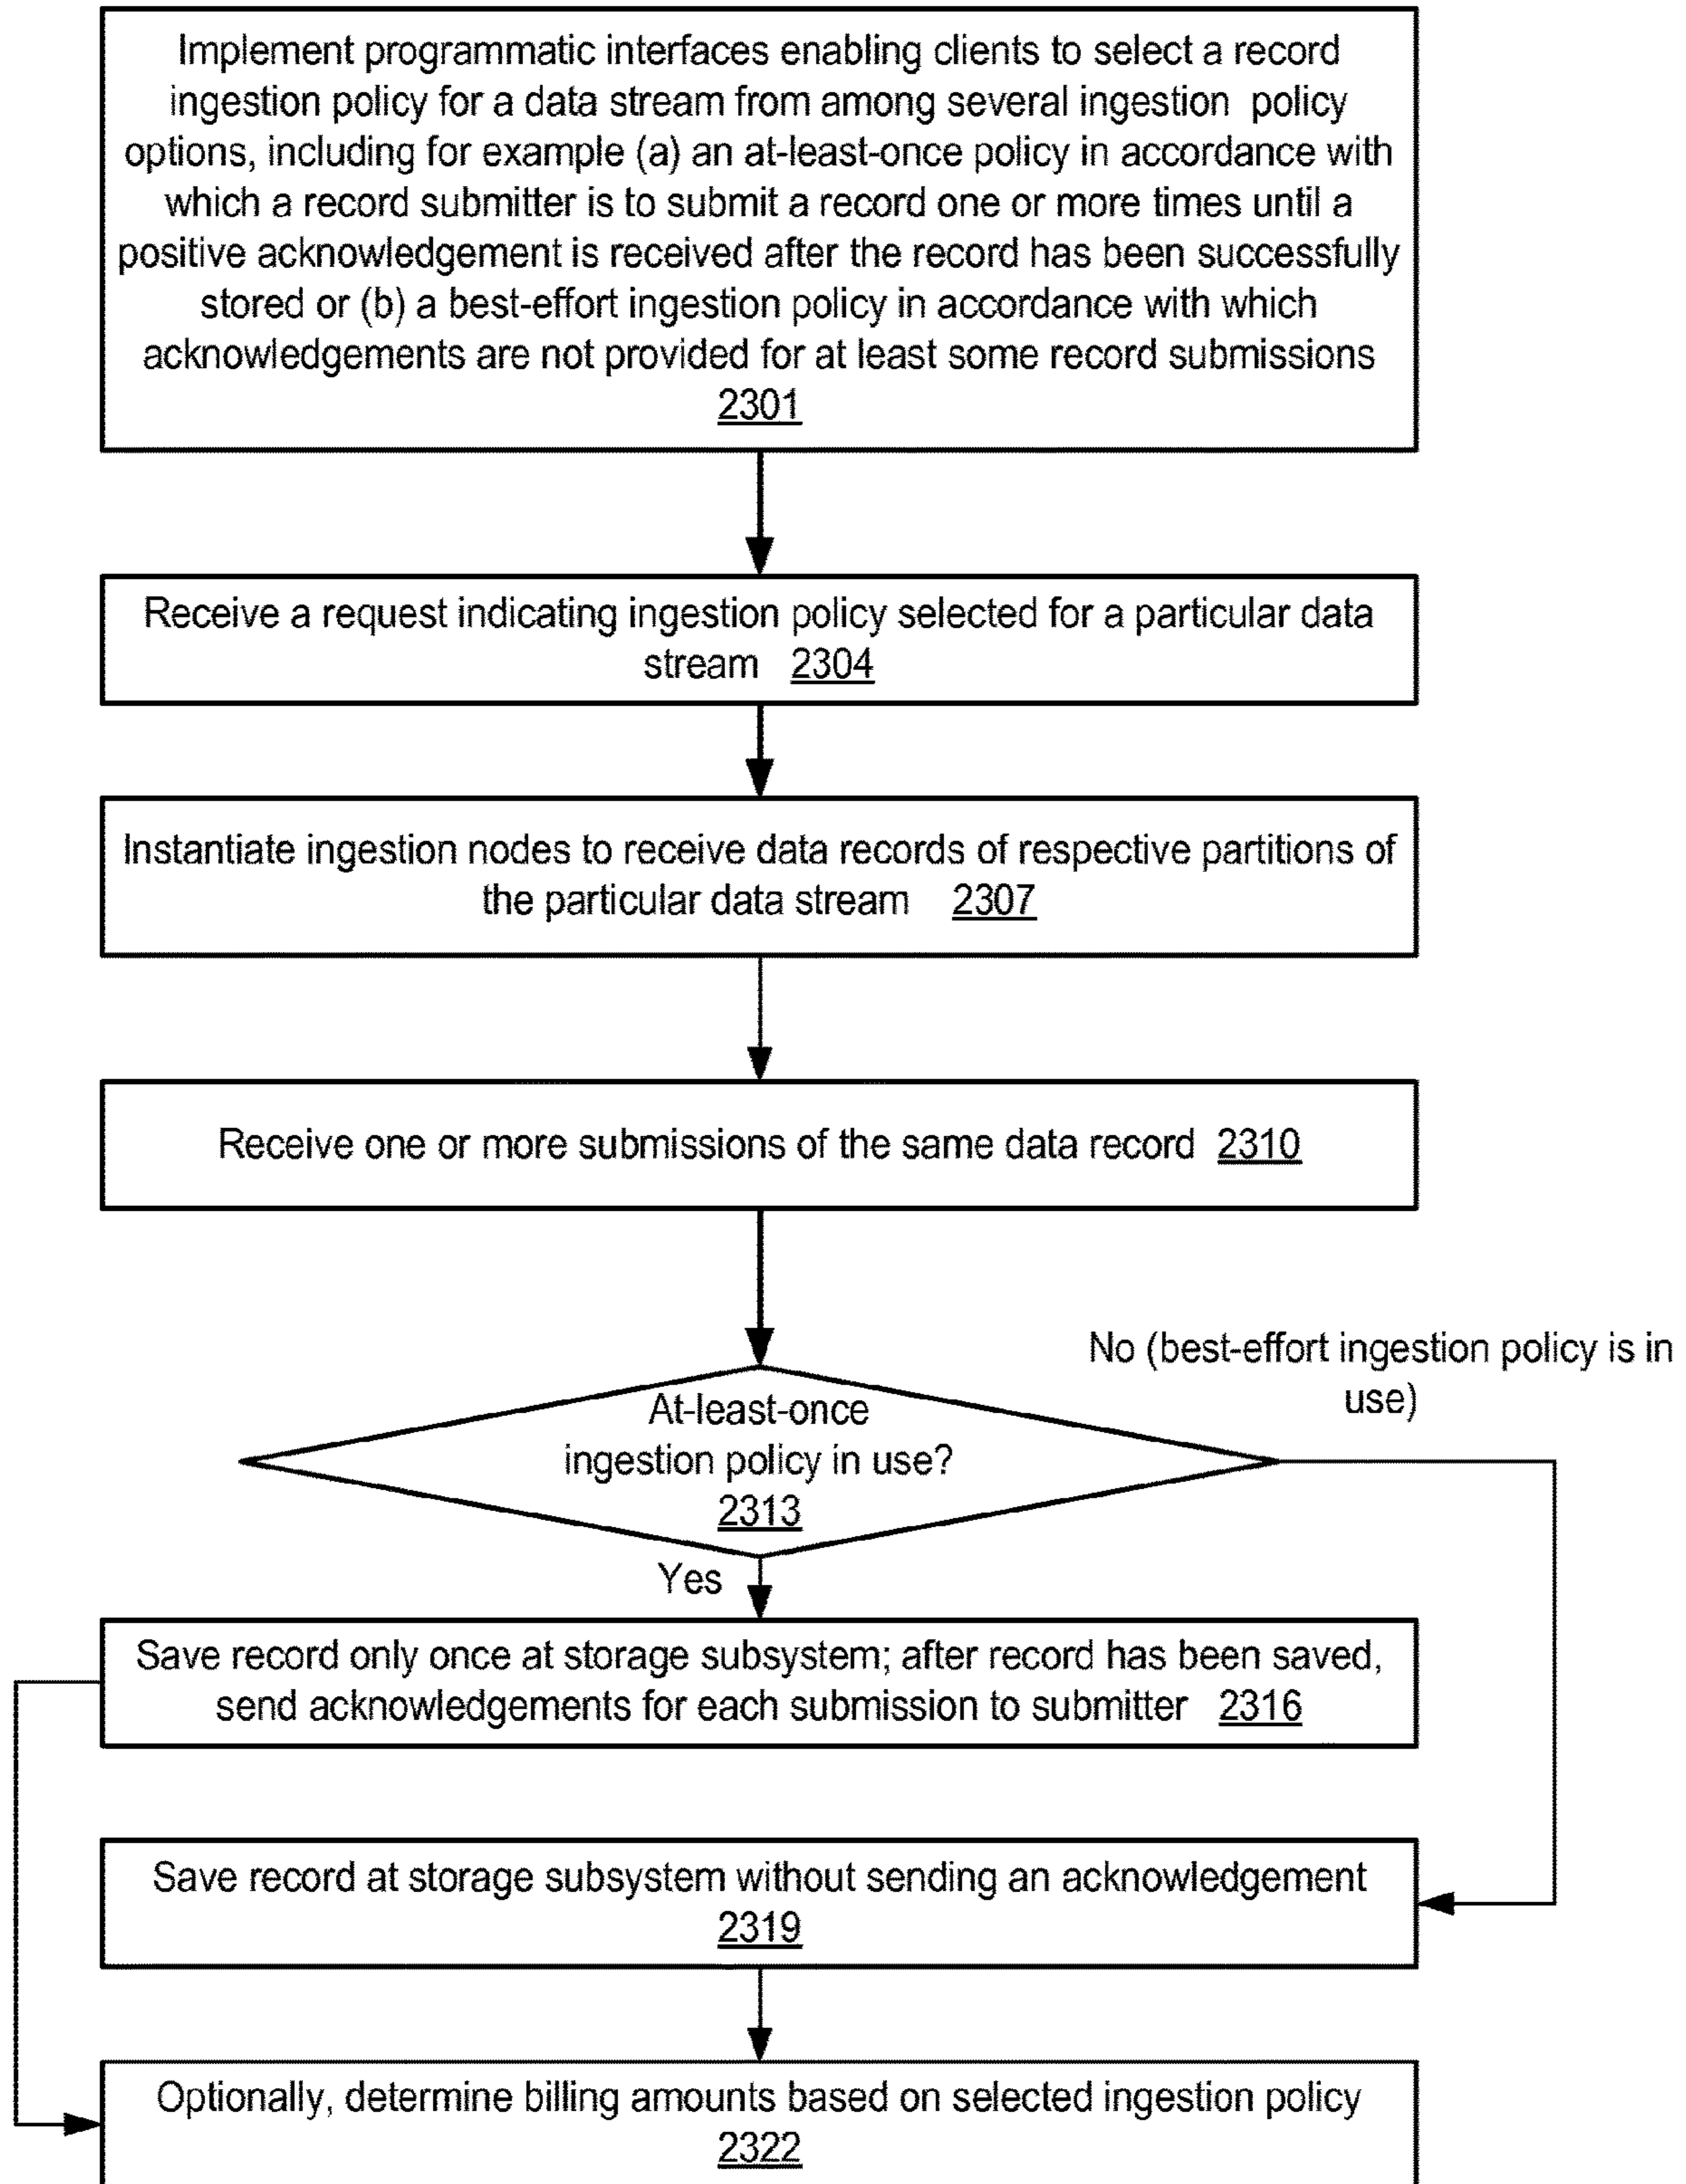 Implement programmatic interfaces enabling clients to select a record
ingestion policy for a data stream from among several ingestion policy
options, including for example (a) an at-least-once policy in accordance with
which a record submitter is to submit a record one or more times until a
positive acknowledgement is received after the record has been successfully
stored or (b) a best-effort ingestion policy in accordance with which
acknowledgements are not provided for at least some record submissions
2301
Receive a request indicating ingestion policy selected for a particular data
stream 2304
Instantiate ingestion nodes to receive data records of respective partitions of
the particular data stream 2307
Receive one or more submissions of the same data record 2310
No (best-effort ingestion policy is in
use)
At-least-once
ingestion policy in use?
2313
Yes
Save record only once at storage subsystem; after record has been saved,
send acknowledgements for each submission to submitter 2316
Save record at storage subsystem without sending an acknowledgement
2319
Optionally, determine billing amounts based on selected ingestion policy
2322